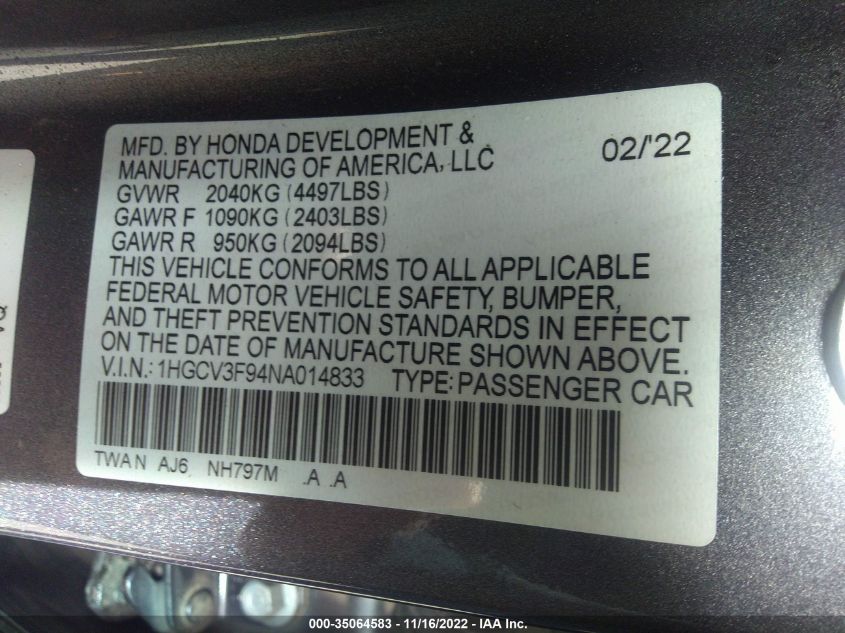 MFD. BY HONDA DEVELOPMENT &
MANUFACTURING OF AMERICA, LLC 02/'22
GVWR 2040KG (4497LBS)
GAWR F 1090KG (2403LBS)
GAWR R 950KG (2094LBS)
THIS VEHICLE CONFORMS TO ALL APPLICABLE
FEDERAL MOTOR VEHICLE SAFETY, BUMPER,
AND THEFT PREVENTION STANDARDS IN EFFECT
ON THE DATE OF MANUFACTURE SHOWN ABOVE.
V.I.N.: 1HGCV3F94NA014833 TYPE: PASSENGER CAR
TWA N AJ6 NH797M .A .A
000-35064583 - 11/16/2022 - IAA Inc.